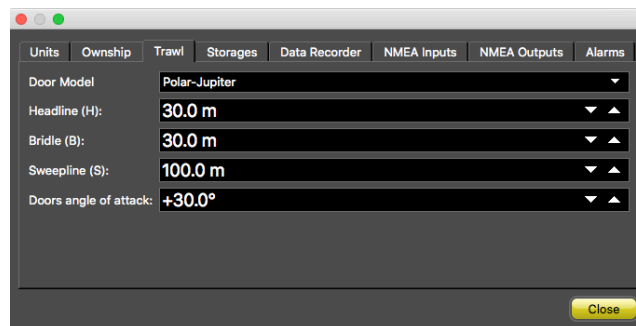 Units Ownship Trawl Storages Data Recorder NMEA Inputs NMEA Outputs Alarms
Door Model Polar-Jupiter
Headline (H): 30.0 m
Bridle (B): 30.0 m
Sweepline (S): 100.0 m
Doors angle of attack: +30.0°
Close